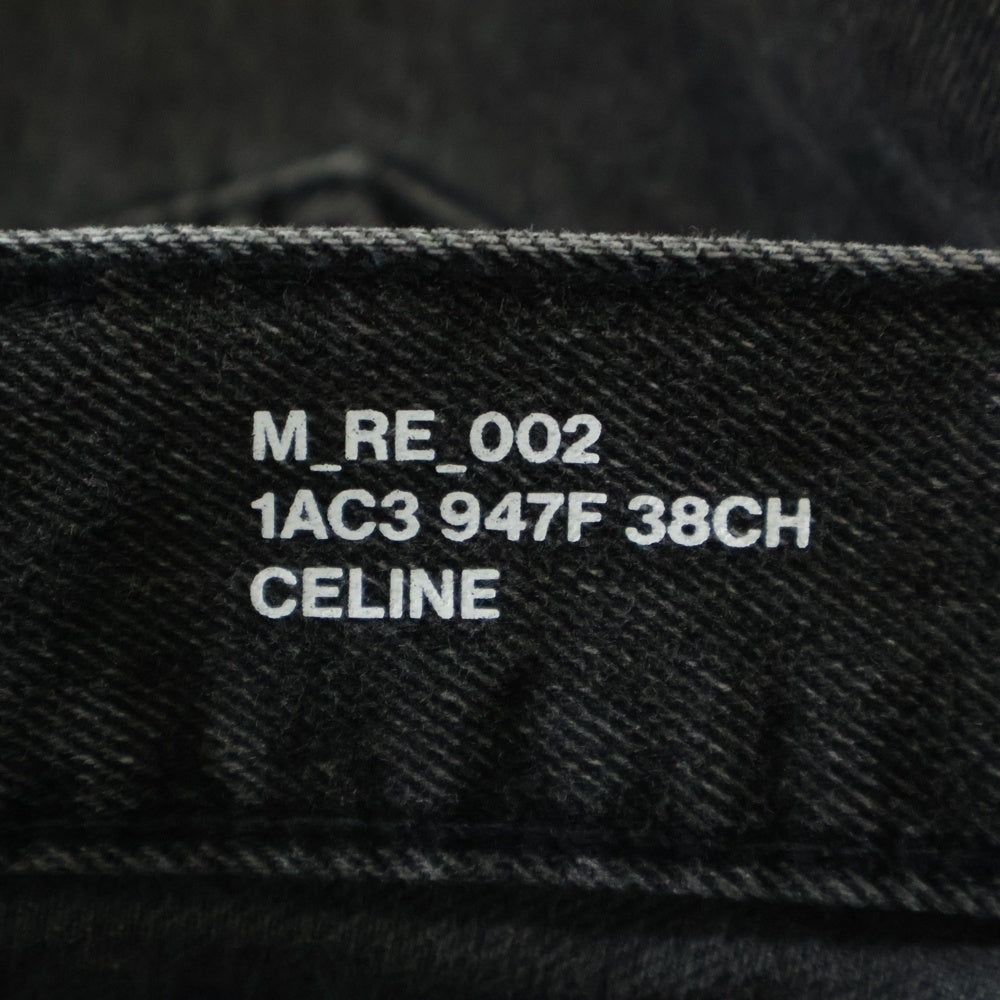 M_RE_002
1AC3 947F 38CH
CELINE